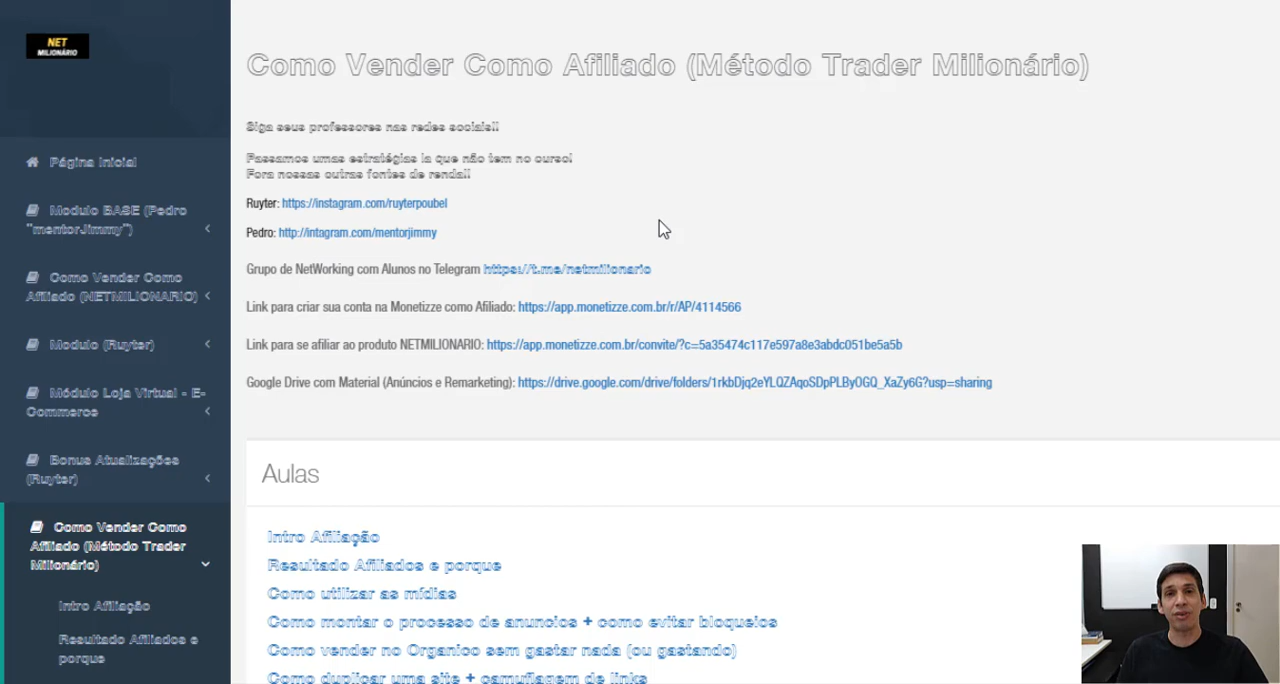 NET
MILIONÁRIO
Página Inicial
Modulo BASE (Pedro
"mentorJimmy")
Como Vender Como
Afiliado (NETMILIONARIO)
Modulo (Ruyter)
Módulo Loja Virtual - E-
Commerce
Bonus Atualizações
(Ruyter)
Como Vender Como
Afiliado (Método Trader
Milionário)
Intro Afiliação
Resultado Afiliados e
porque
Como Vender Como Afiliado (Método Trader Milionário)
Siga seus professores nas redes sociais!!
Passamos umas estratégias la que não tem no curso!
Fora nossas outras fontes de renda!!
Ruyter: https://instagram.com/ruyterpoubel
Pedro: http://intagram.com/mentorjimmy
Grupo de NetWorking com Alunos no Telegram https://t.me/netmilionario
Link para criar sua conta na Monetizze como Afiliado: https://app.monetizze.com.br/r/AP/4114566
Link para se afiliar ao produto NETMILIONARIO: https://app.monetizze.com.br/convite/?c=5a35474c117e597a8e3abdc051be5a5b
Google Drive com Material (Anúncios e Remarketing): https://drive.google.com/drive/folders/1rkbDjq2eYLQZAqoSDpPLByOGQ_XaZy6G?usp=sharing
Aulas
Intro Afiliação
Resultado Afiliados e porque
Como utilizar as mídias
Como montar o processo de anuncios + como evitar bloqueios
Como vender no Organico sem gastar nada (ou gastando)
Como duplicar uma site + camuflagem de links